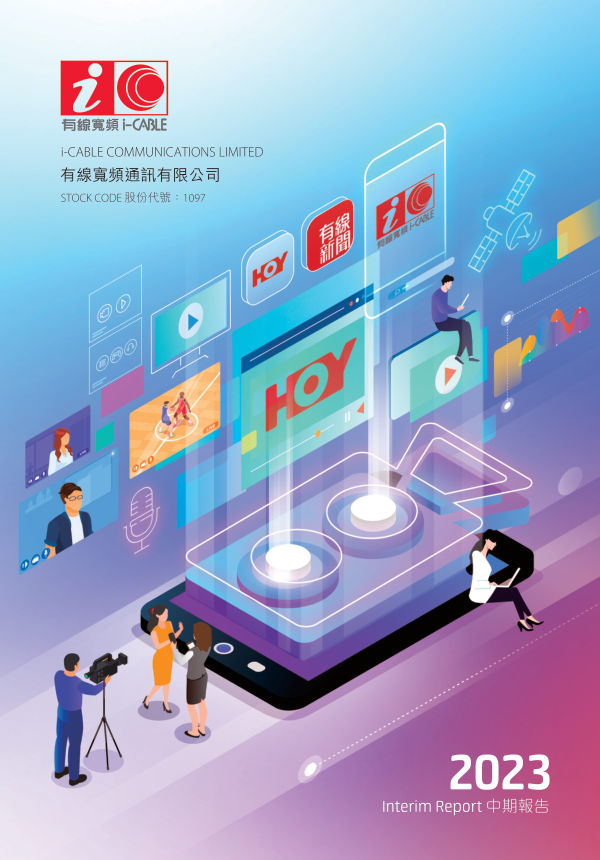 有線寬頻 i-CABLE
i-CABLE COMMUNICATIONS LIMITED
有線寬頻通訊有限公司
STOCK CODE 股份代號：1097
有線寬頻 i-CABLE
有線
新聞
HOY
HOY
2023
Interim Report 中期報告